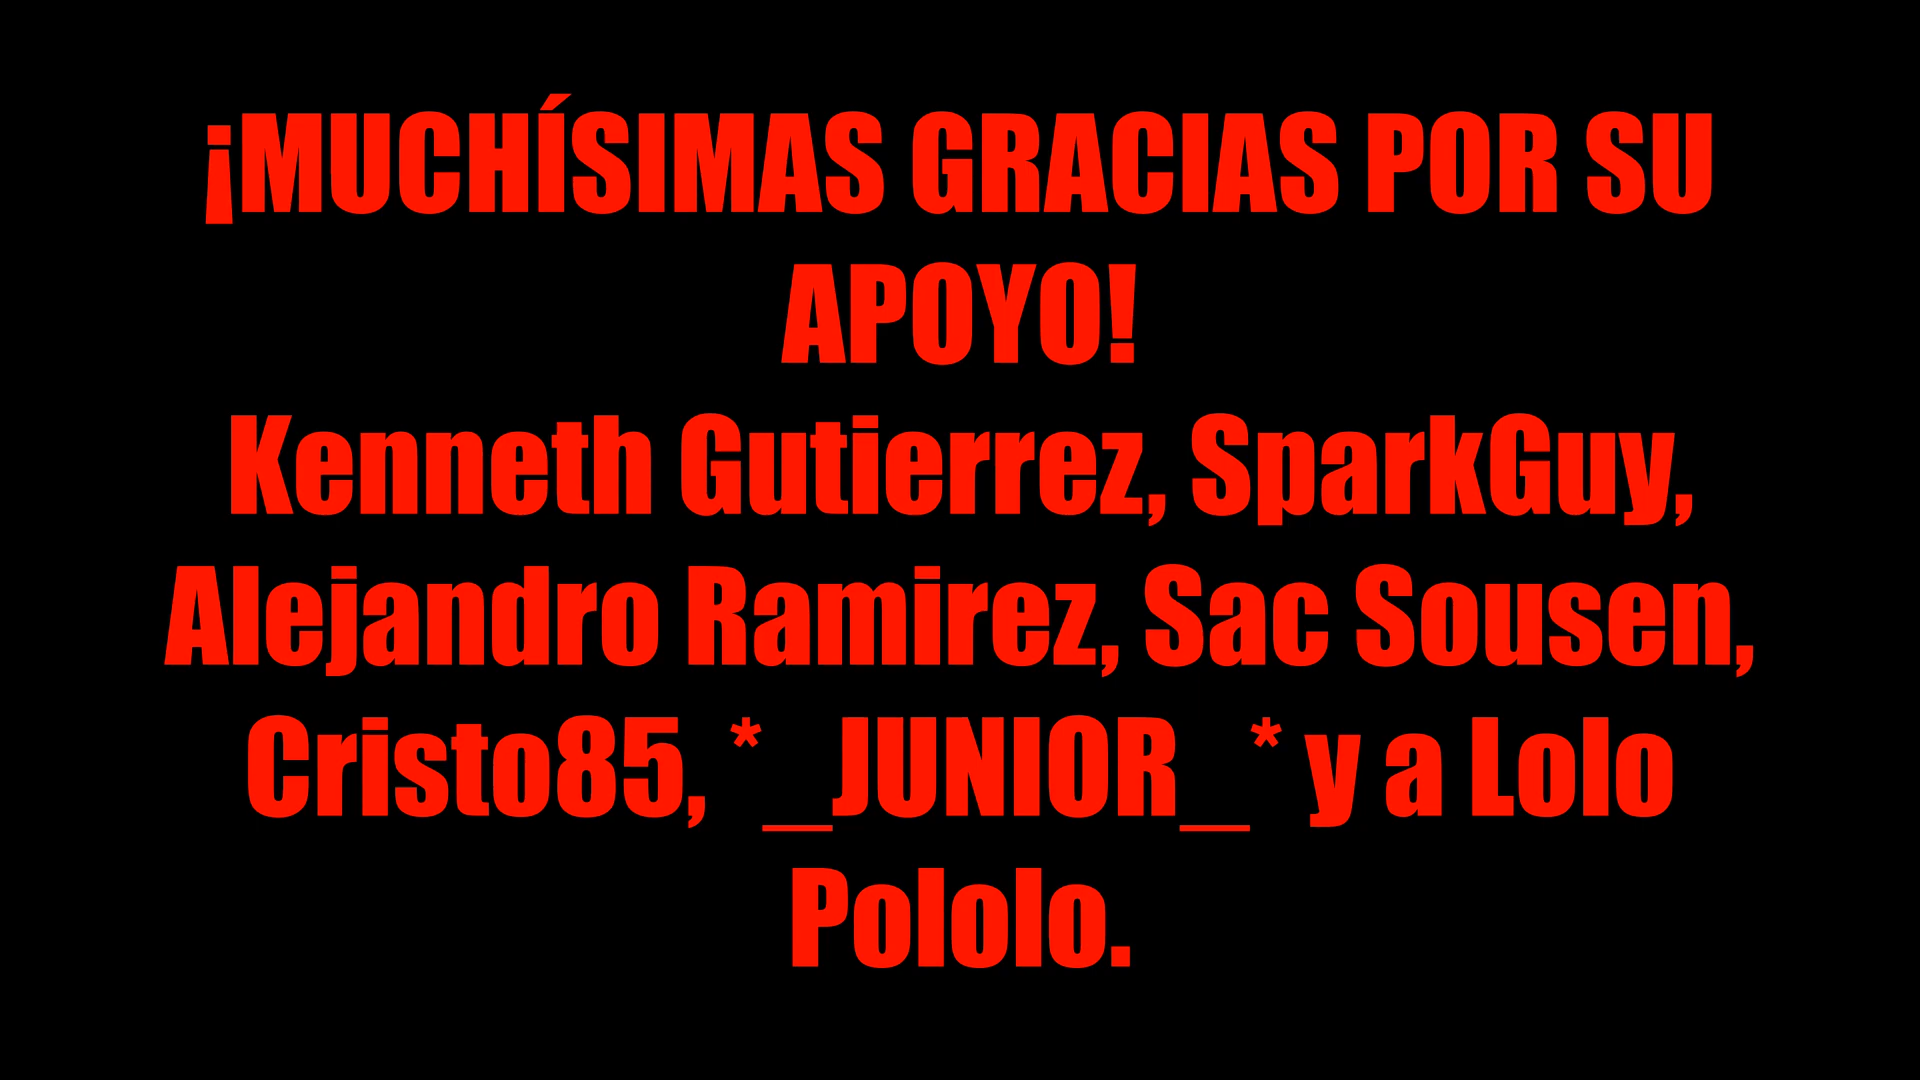 ¡MUCHÍSIMAS GRACIAS POR SU
APOYO!
Kenneth Gutierrez, SparkGuy,
Alejandro Ramirez, Sac Sousen,
Cristo85, *_JUNIOR_* y a Lolo
Pololo.